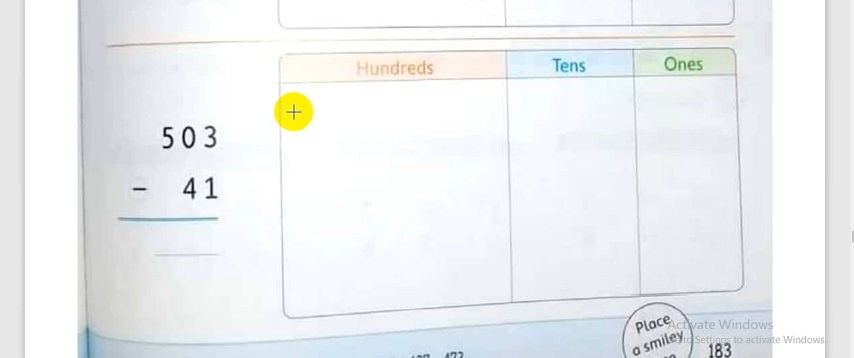 Hundreds Tens Ones
503
- 41
Place
a smiley
183
Activate Windows
Go to Settings to activate Windows.